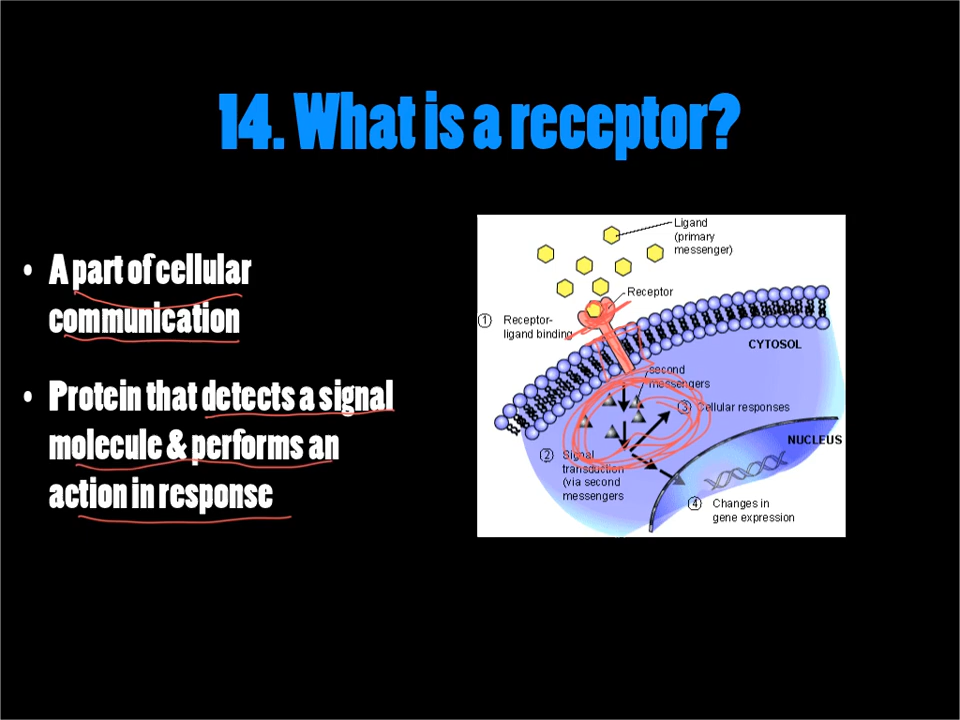 14. What is a receptor?
• A part of cellular
communication
• Protein that detects a signal
molecule & performs an
action in response
Ligand
(primary
messenger)
Receptor
1 Receptor-
ligand binding
CYTOSOL
second
messengers
3 Cellular responses
NUCLEUS
2 Signal
transduction
(via second
messengers
4 Changes in
gene expression